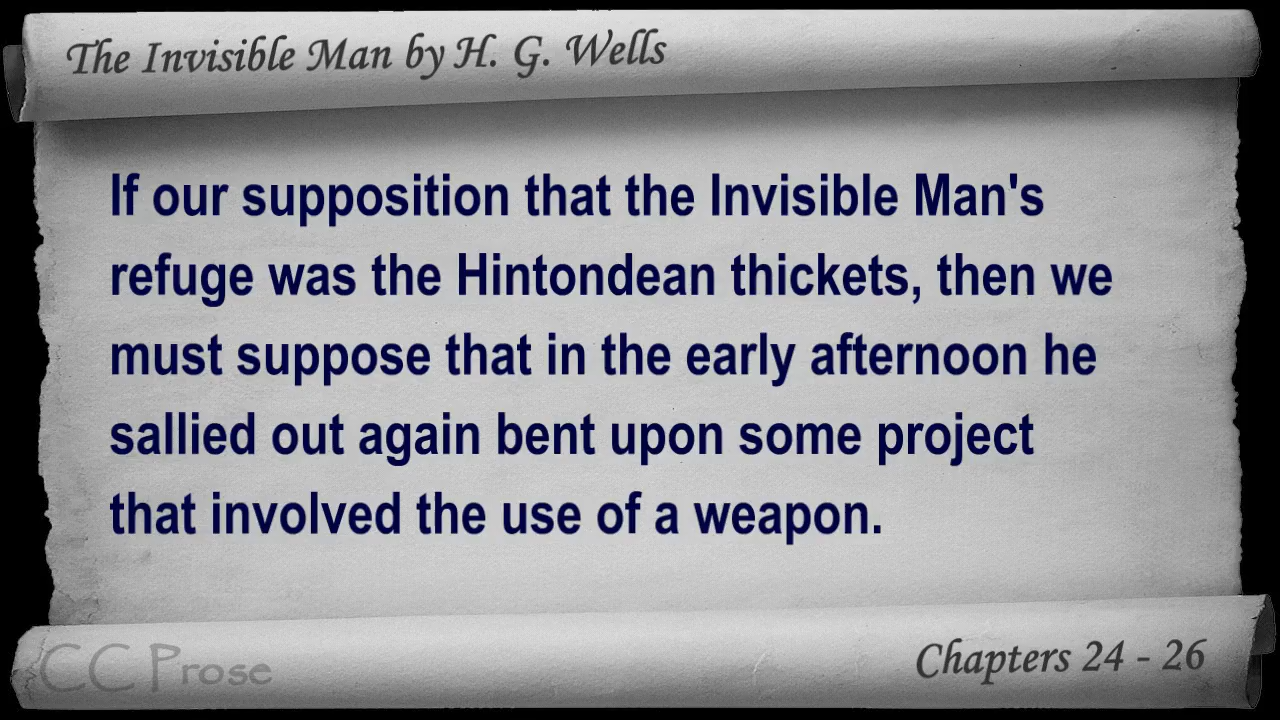 The Invisible Man by H. G. Wells
If our supposition that the Invisible Man's
refuge was the Hintondean thickets, then we
must suppose that in the early afternoon he
sallied out again bent upon some project
that involved the use of a weapon.
CC Prose
Chapters 24 - 26